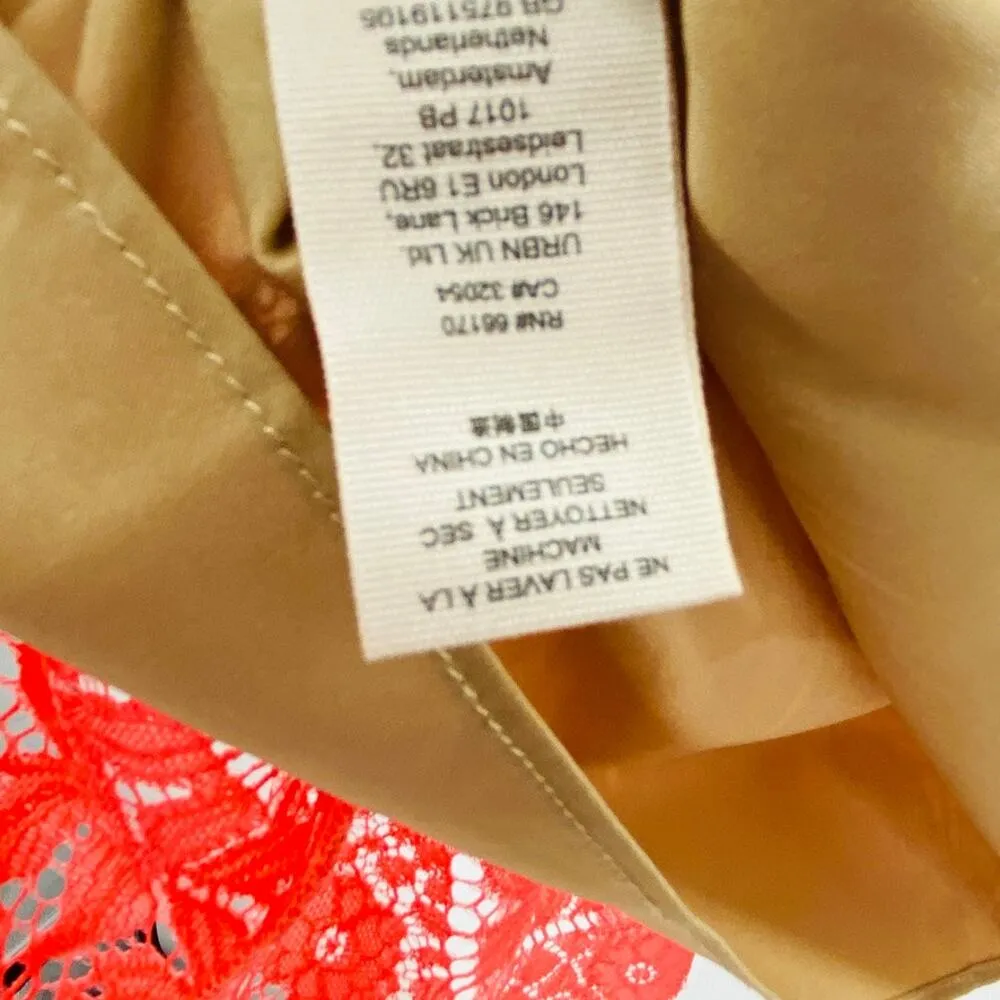 NE PAS LAVER À LA
MACHINE
NETTOYER À SEC
SEULEMENT
HECHO EN CHINA
中国制造
RN# 66170
CA# 32054
URBN UK Ltd.
146 Brick Lane,
London E1 6RU
Leidsestraat 32,
1017 PB
Amsterdam,
Netherlands
GB 975119105